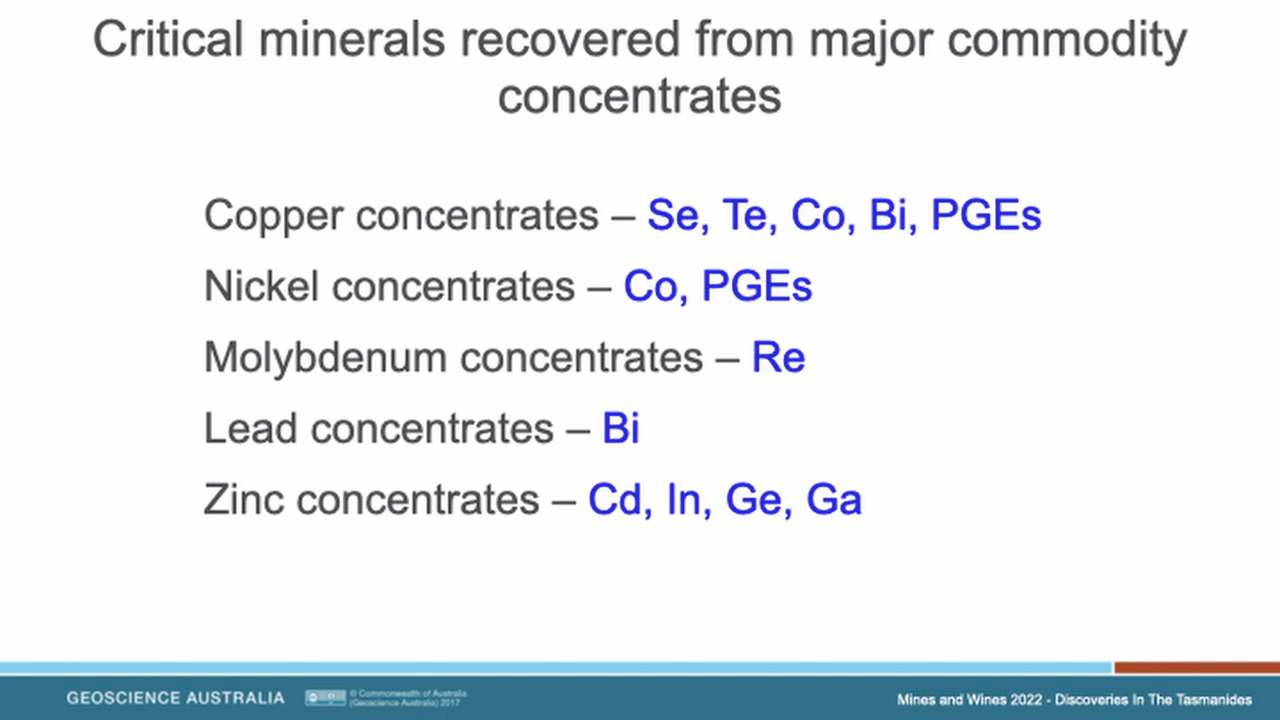 Critical minerals recovered from major commodity
concentrates
Copper concentrates – Se, Te, Co, Bi, PGEs
Nickel concentrates – Co, PGEs
Molybdenum concentrates – Re
Lead concentrates – Bi
Zinc concentrates – Cd, In, Ge, Ga
GEOSCIENCE AUSTRALIA
© Commonwealth of Australia
(Geoscience Australia) 2017
Mines and Wines 2022 - Discoveries In The Tasmanides